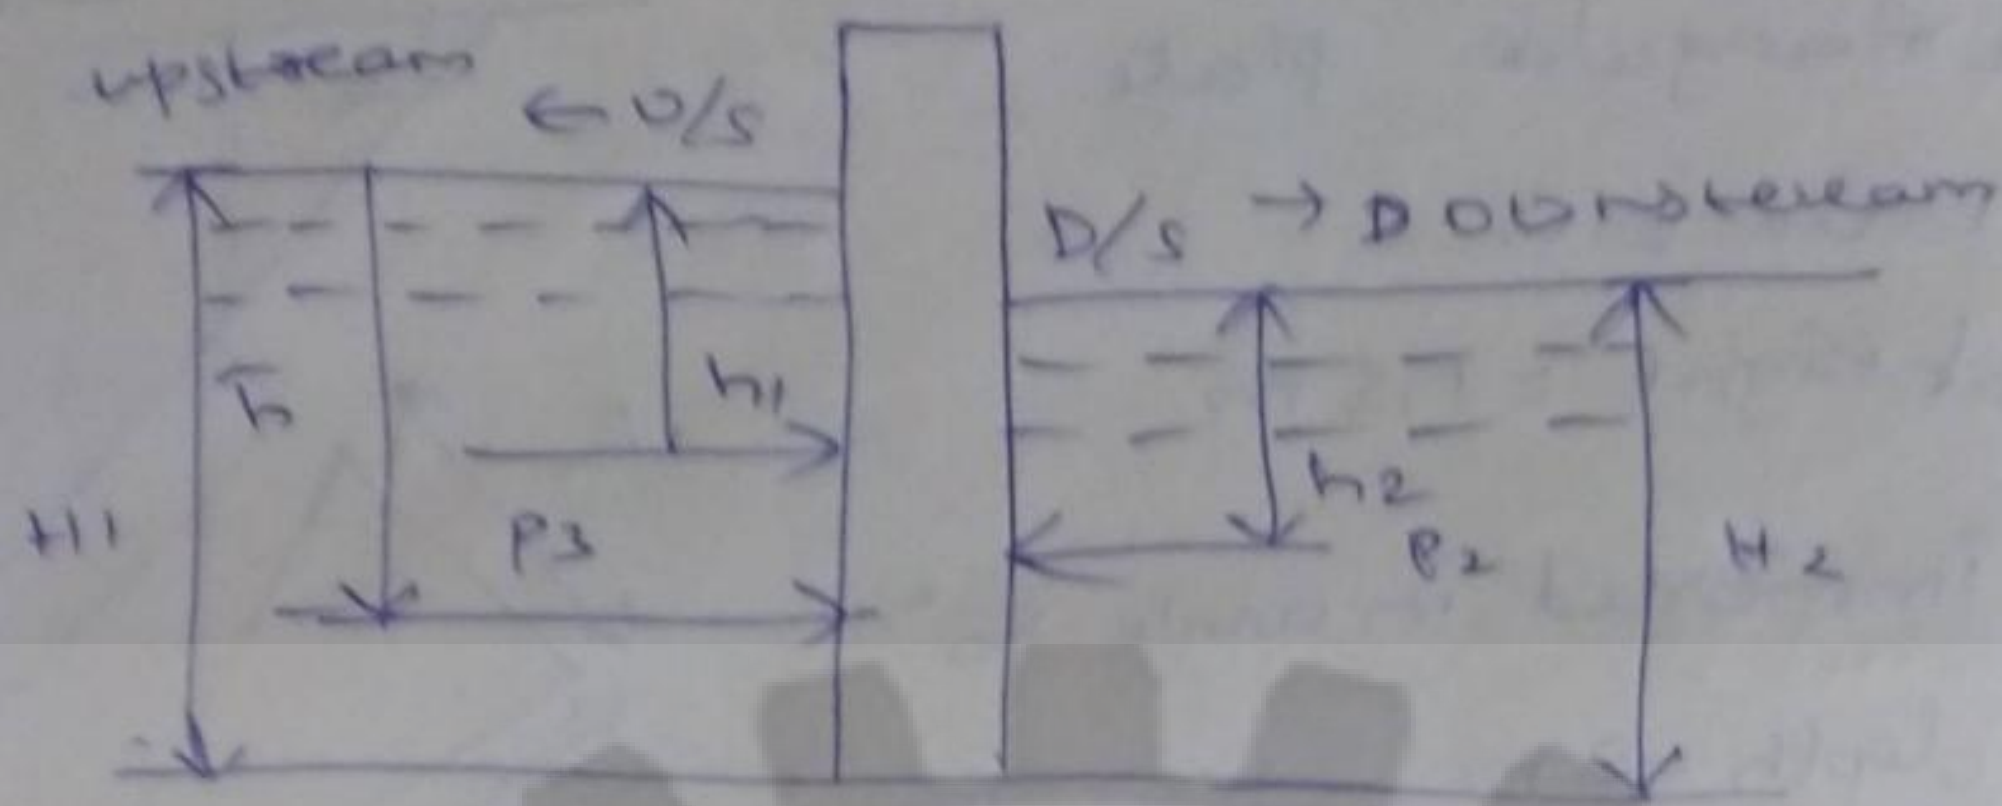 upstream
← U/S
D/S → Downstream
h̄
h1
h2
H1
P3
P2
H2